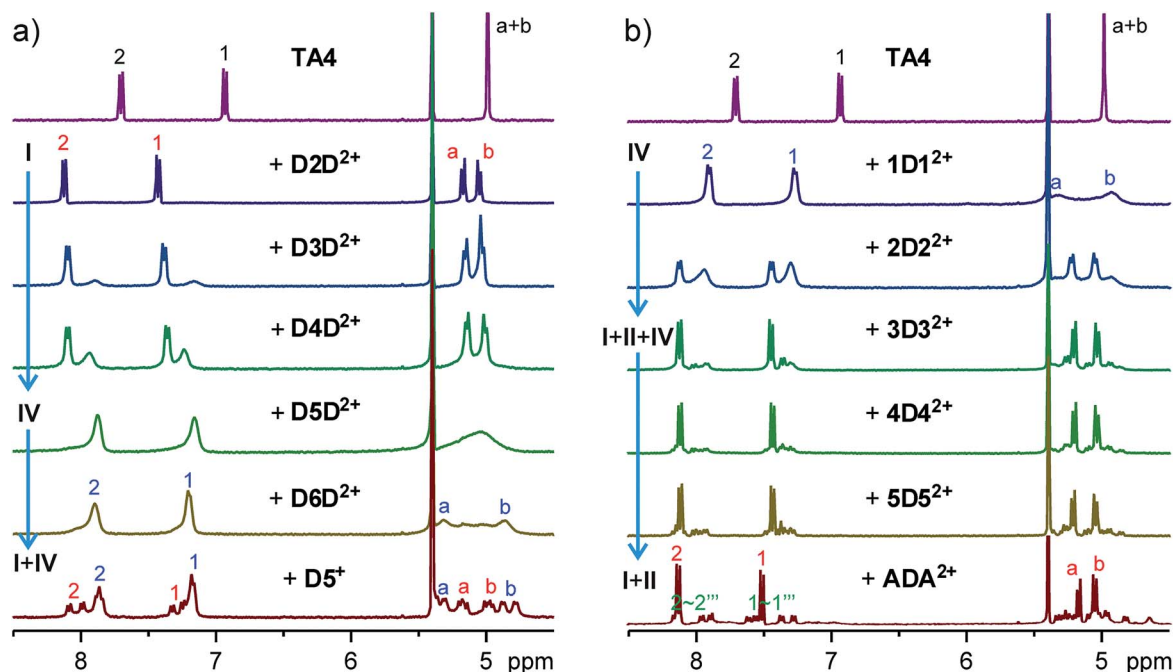 a)
2
1
TA4
a+b
I
2
1
+ D2D²⁺
a
b
+ D3D²⁺
+ D4D²⁺
IV
+ D5D²⁺
2
1
+ D6D²⁺
a
b
I+IV
2
2
1
1
+ D5⁺
a
a
b
b
8
7
6
5
ppm
b)
2
1
TA4
a+b
IV
2
1
+ 1D1²⁺
a
b
+ 2D2²⁺
I+II+IV
+ 3D3²⁺
+ 4D4²⁺
+ 5D5²⁺
I+II
2
1
+ ADA²⁺
a
b
2~2‴
1~1‴
8
7
6
5
ppm